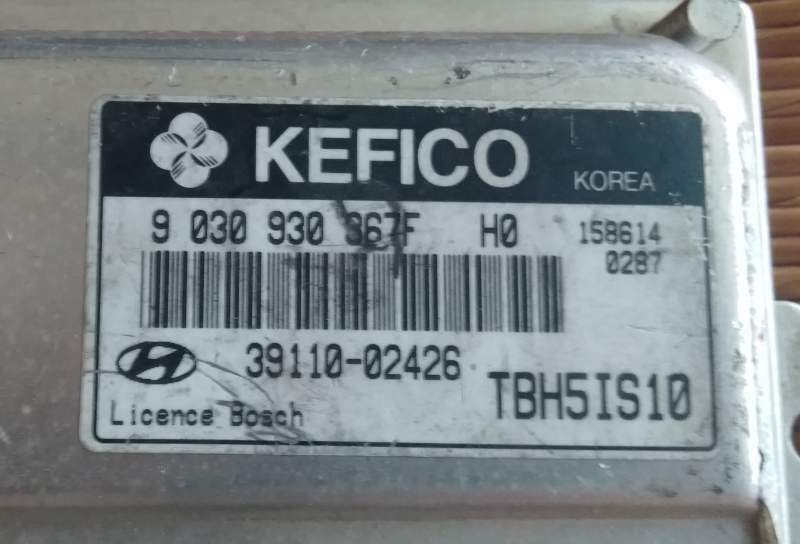 KEFICO KOREA
9 030 930 367F H0 158614
0287
39110-02426
TBH5IS10
Licence Bosch